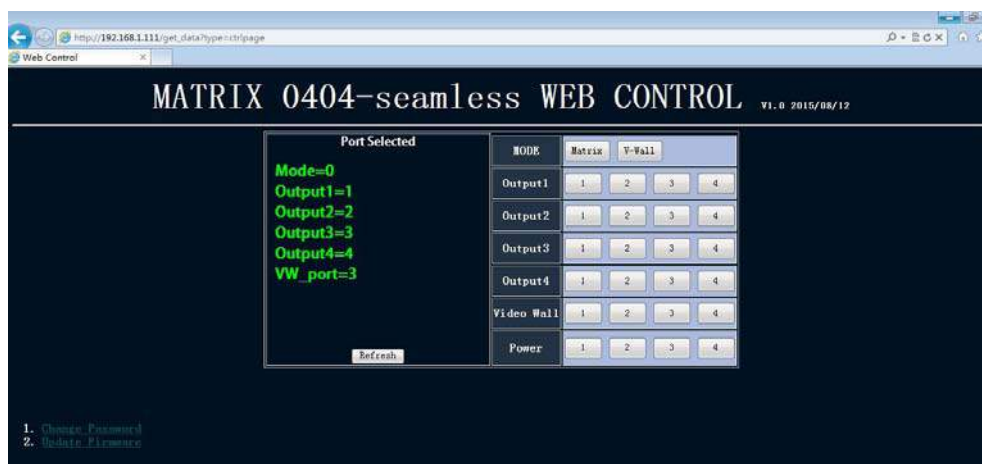 http://192.168.1.111/get_data?type=ctrlpage
Web Control
MATRIX 0404-seamless WEB CONTROL V1.0 2015/08/12
Port Selected
Mode=0
Output1=1
Output2=2
Output3=3
Output4=4
VW_port=3
Refresh
MODE Matrix V-Wall
Output1 1 2 3 4
Output2 1 2 3 4
Output3 1 2 3 4
Output4 1 2 3 4
Video Wall 1 2 3 4
Power 1 2 3 4
1. Change Password
2. Update Firmware